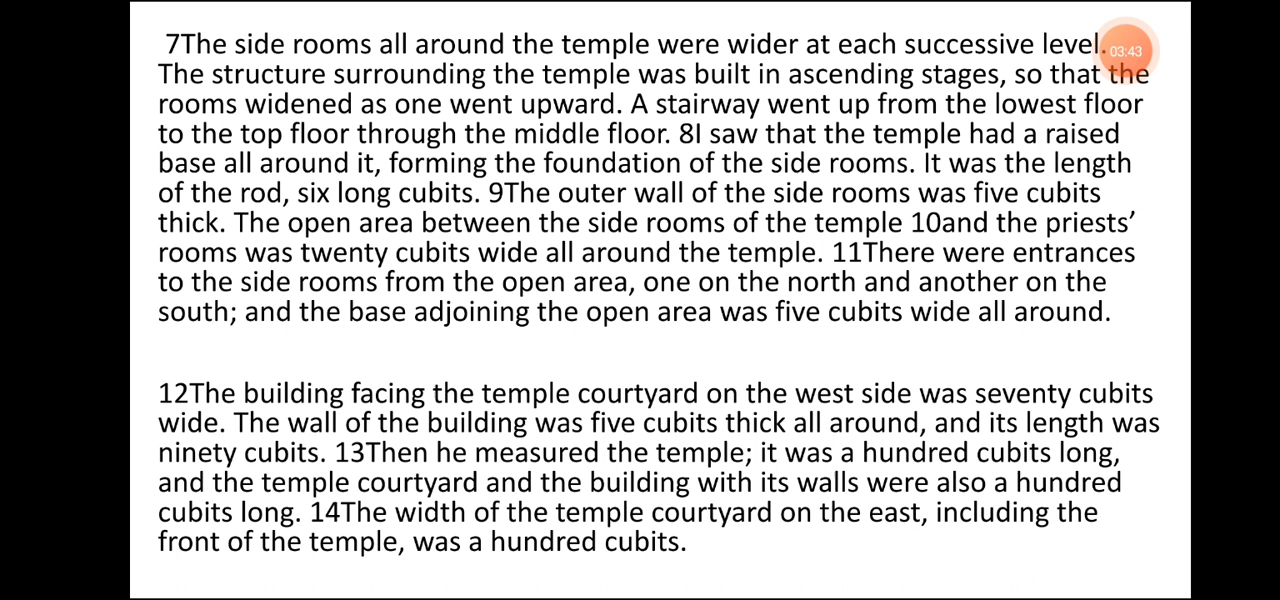 7The side rooms all around the temple were wider at each successive level.
03:43
The structure surrounding the temple was built in ascending stages, so that the
rooms widened as one went upward. A stairway went up from the lowest floor
to the top floor through the middle floor. 8I saw that the temple had a raised
base all around it, forming the foundation of the side rooms. It was the length
of the rod, six long cubits. 9The outer wall of the side rooms was five cubits
thick. The open area between the side rooms of the temple 10and the priests’
rooms was twenty cubits wide all around the temple. 11There were entrances
to the side rooms from the open area, one on the north and another on the
south; and the base adjoining the open area was five cubits wide all around.
12The building facing the temple courtyard on the west side was seventy cubits
wide. The wall of the building was five cubits thick all around, and its length was
ninety cubits. 13Then he measured the temple; it was a hundred cubits long,
and the temple courtyard and the building with its walls were also a hundred
cubits long. 14The width of the temple courtyard on the east, including the
front of the temple, was a hundred cubits.